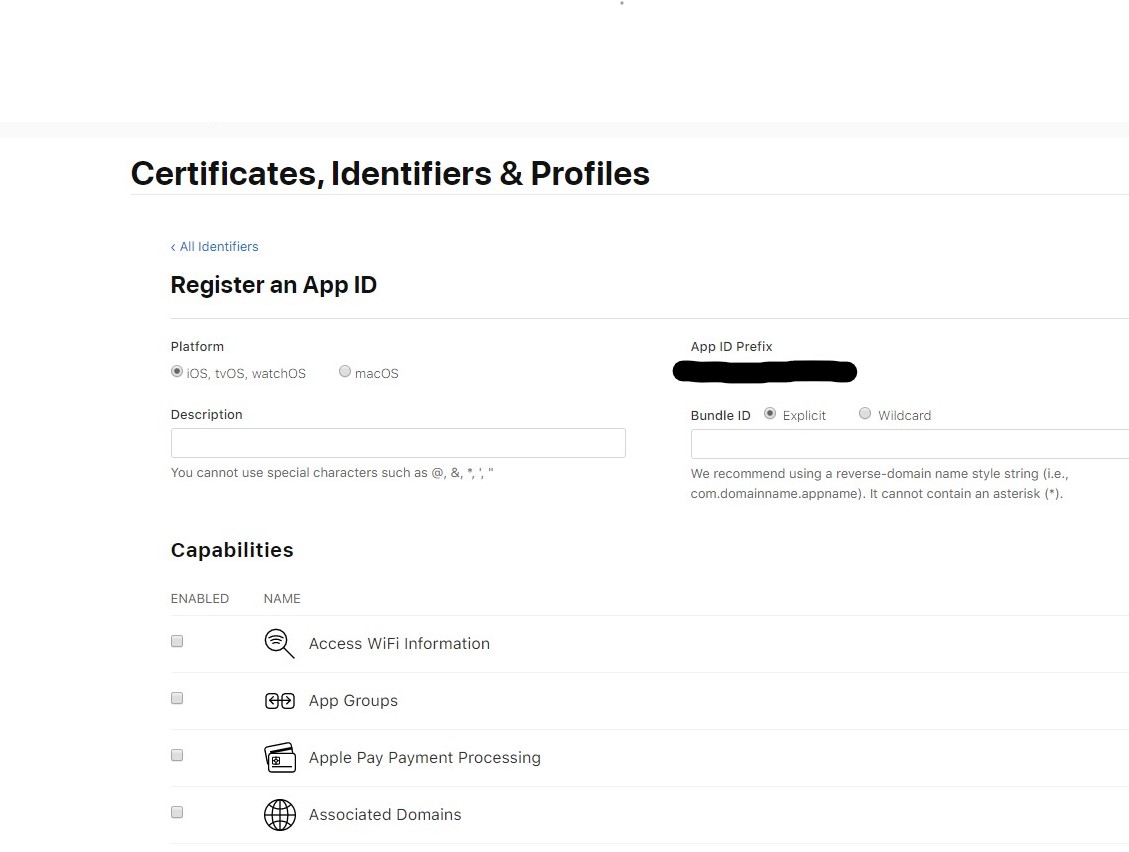 Certificates, Identifiers & Profiles
‹ All Identifiers
Register an App ID
Platform
iOS, tvOS, watchOS
macOS
App ID Prefix
Description
Bundle ID
Explicit
Wildcard
You cannot use special characters such as @, &, *, ', "
We recommend using a reverse-domain name style string (i.e.,
com.domainname.appname). It cannot contain an asterisk (*).
Capabilities
ENABLED
NAME
Access WiFi Information
App Groups
Apple Pay Payment Processing
Associated Domains